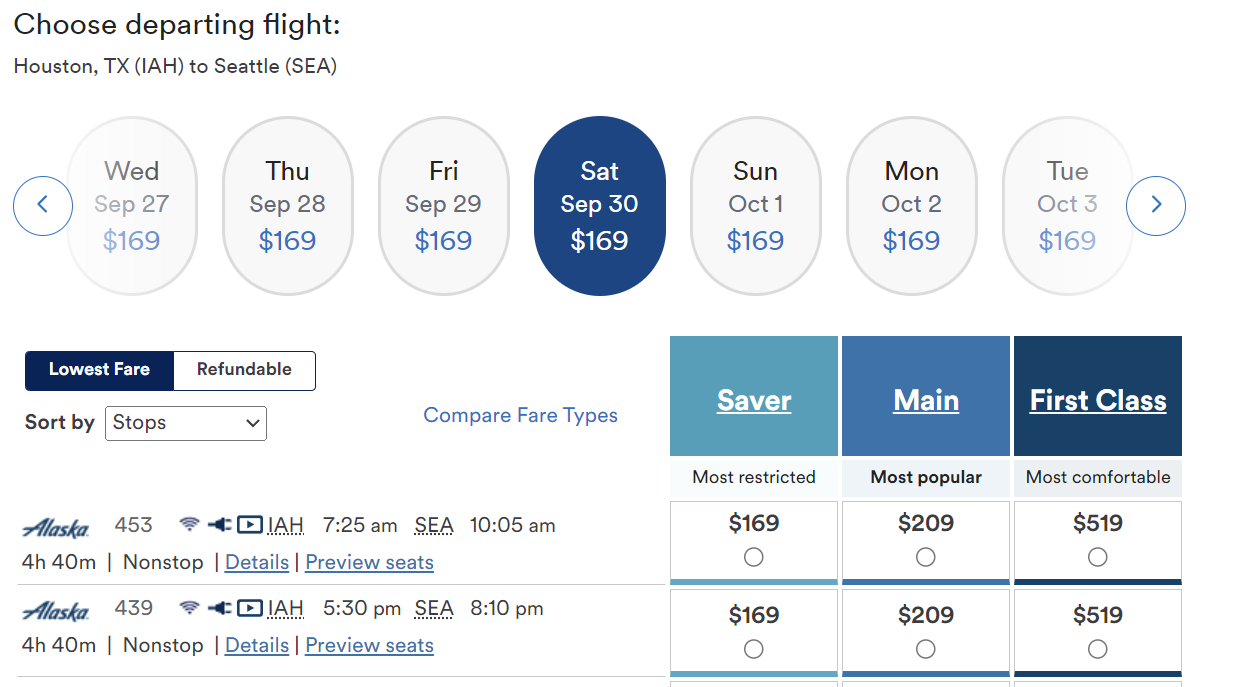 Choose departing flight:
Houston, TX (IAH) to Seattle (SEA)
Wed Thu Fri Sat Sun Mon Tue
Sep 27 Sep 28 Sep 29 Sep 30 Oct 1 Oct 2 Oct 3
$169 $169 $169 $169 $169 $169 $169
Lowest Fare Refundable
Sort by Stops Compare Fare Types
Saver Main First Class
Most restricted Most popular Most comfortable
Alaska 453 IAH 7:25 am SEA 10:05 am $169 $209 $519
4h 40m | Nonstop | Details | Preview seats
Alaska 439 IAH 5:30 pm SEA 8:10 pm $169 $209 $519
4h 40m | Nonstop | Details | Preview seats